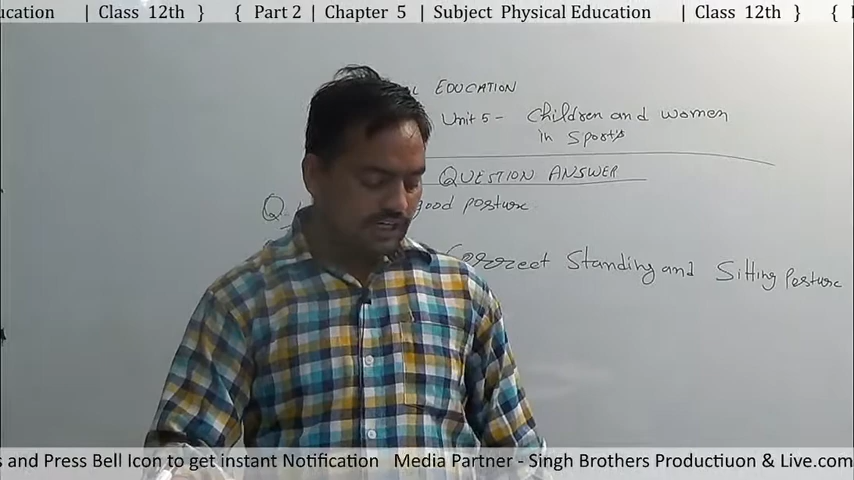 ucation | Class 12th } { Part 2 | Chapter 5 | Subject Physical Education | Class 12th } {
EDUCATION
Unit 5 - Children and women
in Sports
QUESTION ANSWER
Q- good posture
Correct Standing and Sitting Posture
s and Press Bell Icon to get instant Notification Media Partner - Singh Brothers Productiuon & Live.com